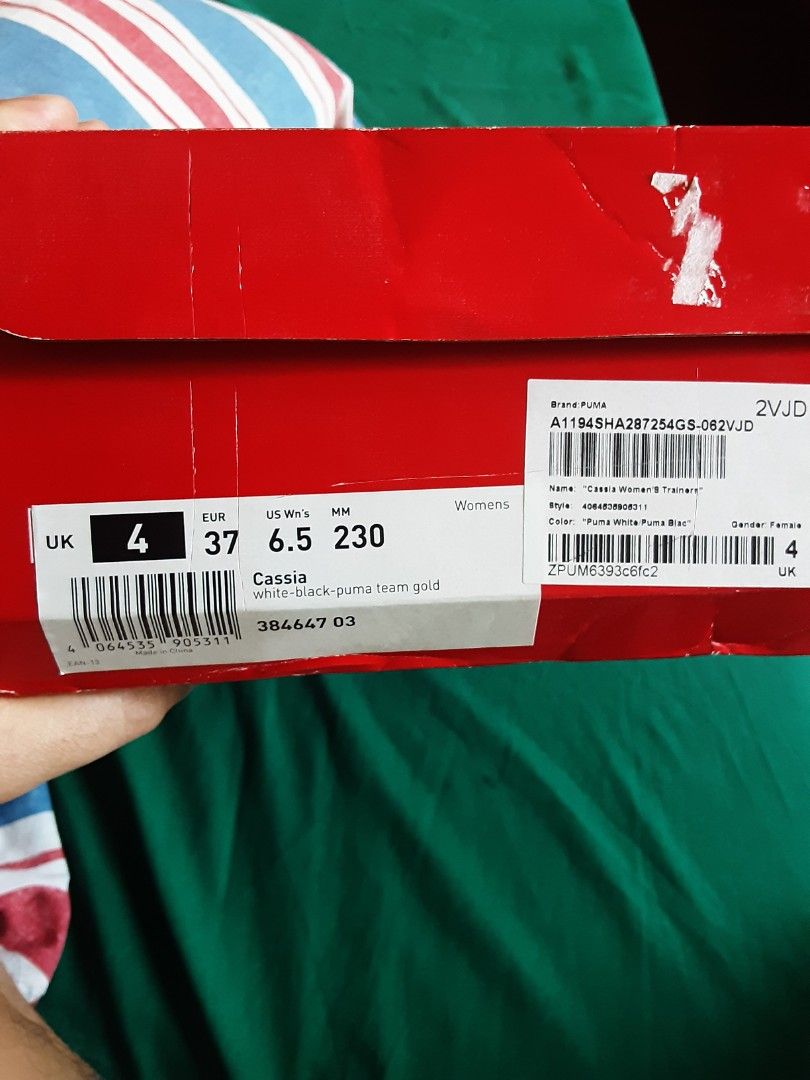 UK 4 EUR 37 US Wn's 6.5 MM 230 Womens
Cassia
white-black-puma team gold
384647 03
4 064535 905311
Made in China
EAN-13
Brand:PUMA 2VJD
A1194SHA287254GS-062VJD
Name: "Cassia Women'S Trainers"
Style: 4064535905311
Color: "Puma White/Puma Blac" Gender: Female
4
UK
ZPUM6393c6fc2